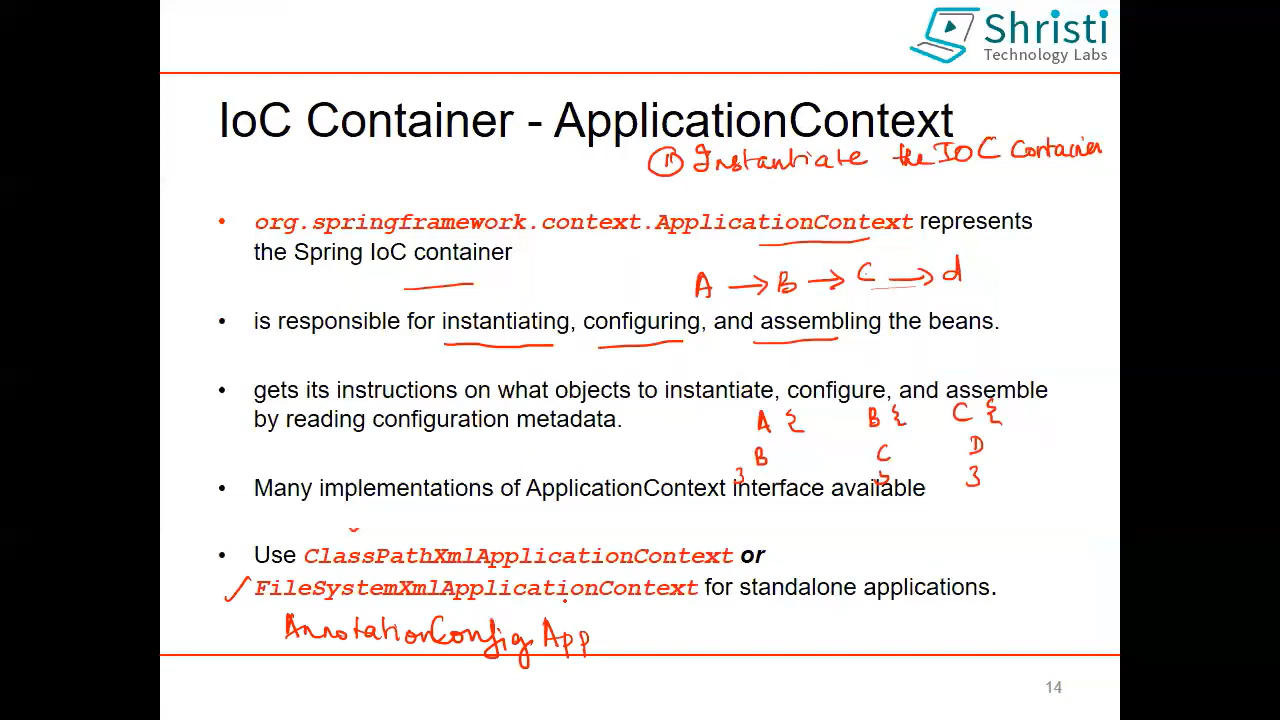 Shristi
Technology Labs
IoC Container - ApplicationContext
① Instantiate the IOC Container
• org.springframework.context.ApplicationContext represents
the Spring IoC container
A → B → C → d
• is responsible for instantiating, configuring, and assembling the beans.
• gets its instructions on what objects to instantiate, configure, and assemble
by reading configuration metadata.
A { B { C {
B C D
} } }
• Many implementations of ApplicationContext interface available
• Use ClassPathXmlApplicationContext or
FileSystemXmlApplicationContext for standalone applications.
AnnotationConfigApp
14